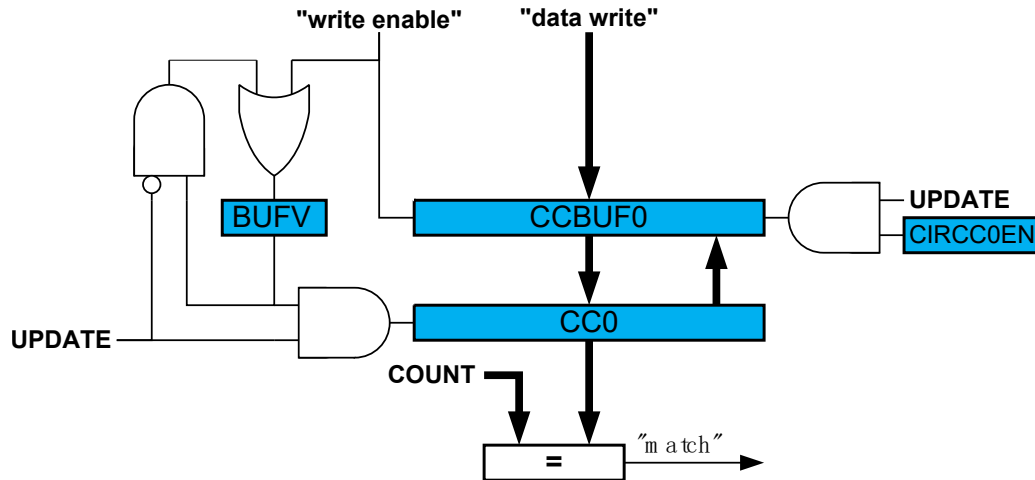 "write enable"
"data write"
BUFV
CCBUF0
UPDATE
CIRCC0EN
UPDATE
CC0
COUNT
=
"match"